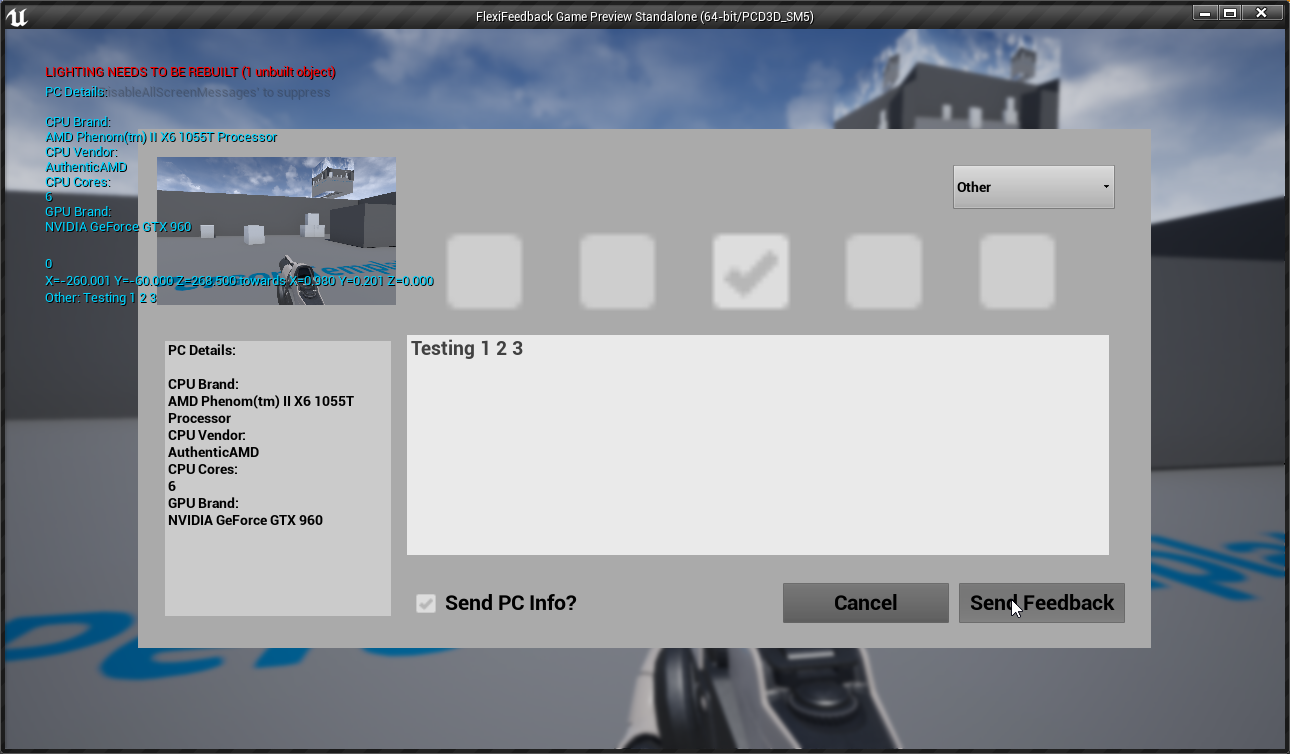 FlexiFeedback Game Preview Standalone (64-bit/PCD3D_SM5)
LIGHTING NEEDS TO BE REBUILT (1 unbuilt object)
PC Details:isableAllScreenMessages' to suppress
CPU Brand:
AMD Phenom(tm) II X6 1055T Processor
CPU Vendor:
AuthenticAMD
CPU Cores:
6
GPU Brand:
NVIDIA GeForce GTX 960
0
X=-260.001 Y=-60.000 Z=268.500 towards X=0.980 Y=0.201 Z=0.000
Other: Testing 1 2 3
Other
PC Details:
CPU Brand:
AMD Phenom(tm) II X6 1055T
Processor
CPU Vendor:
AuthenticAMD
CPU Cores:
6
GPU Brand:
NVIDIA GeForce GTX 960
Testing 1 2 3
Send PC Info?
Cancel
Send Feedback